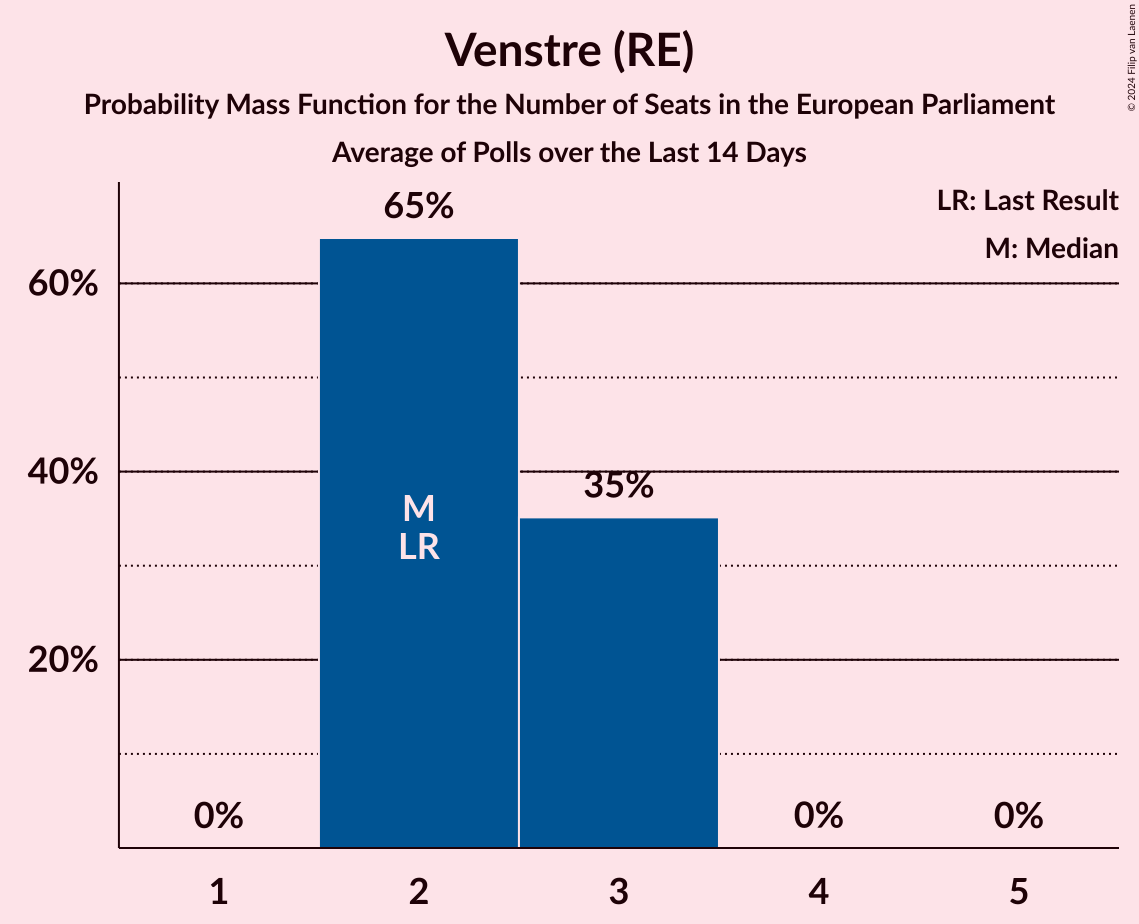 Venstre (RE)
Probability Mass Function for the Number of Seats in the European Parliament
Average of Polls over the Last 14 Days
© 2024 Filip van Laenen
LR: Last Result
M: Median
65%
60%
40%
35%
M
LR
20%
0%
0%
0%
1
2
3
4
5